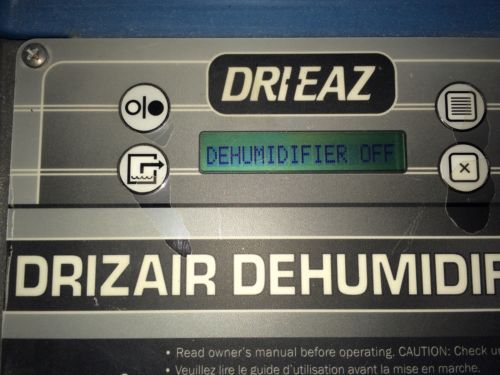 DRI-EAZ
DEHUMIDIFIER OFF
DRIZAIR DEHUMIDIF
• Read owner's manual before operating. CAUTION: Check u
• Veuillez lire le guide d'utilisation avant la mise en marche.